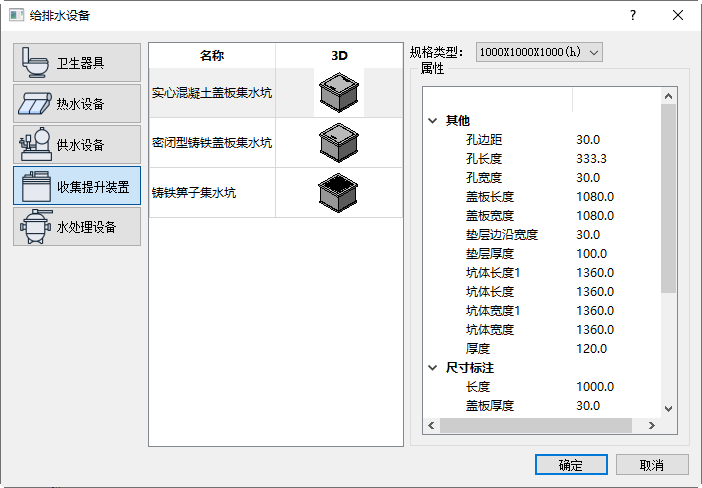 给排水设备
?
卫生器具
热水设备
供水设备
收集提升装置
水处理设备
名称 3D
实心混凝土盖板集水坑
密闭型铸铁盖板集水坑
铸铁箅子集水坑
规格类型: 1000X1000X1000(h)
属性
其他
孔边距 30.0
孔长度 333.3
孔宽度 30.0
盖板长度 1080.0
盖板宽度 1080.0
垫层边沿宽度 30.0
垫层厚度 100.0
坑体长度1 1360.0
坑体长度 1360.0
坑体宽度1 1360.0
坑体宽度 1360.0
厚度 120.0
尺寸标注
长度 1000.0
盖板厚度 30.0
确定 取消